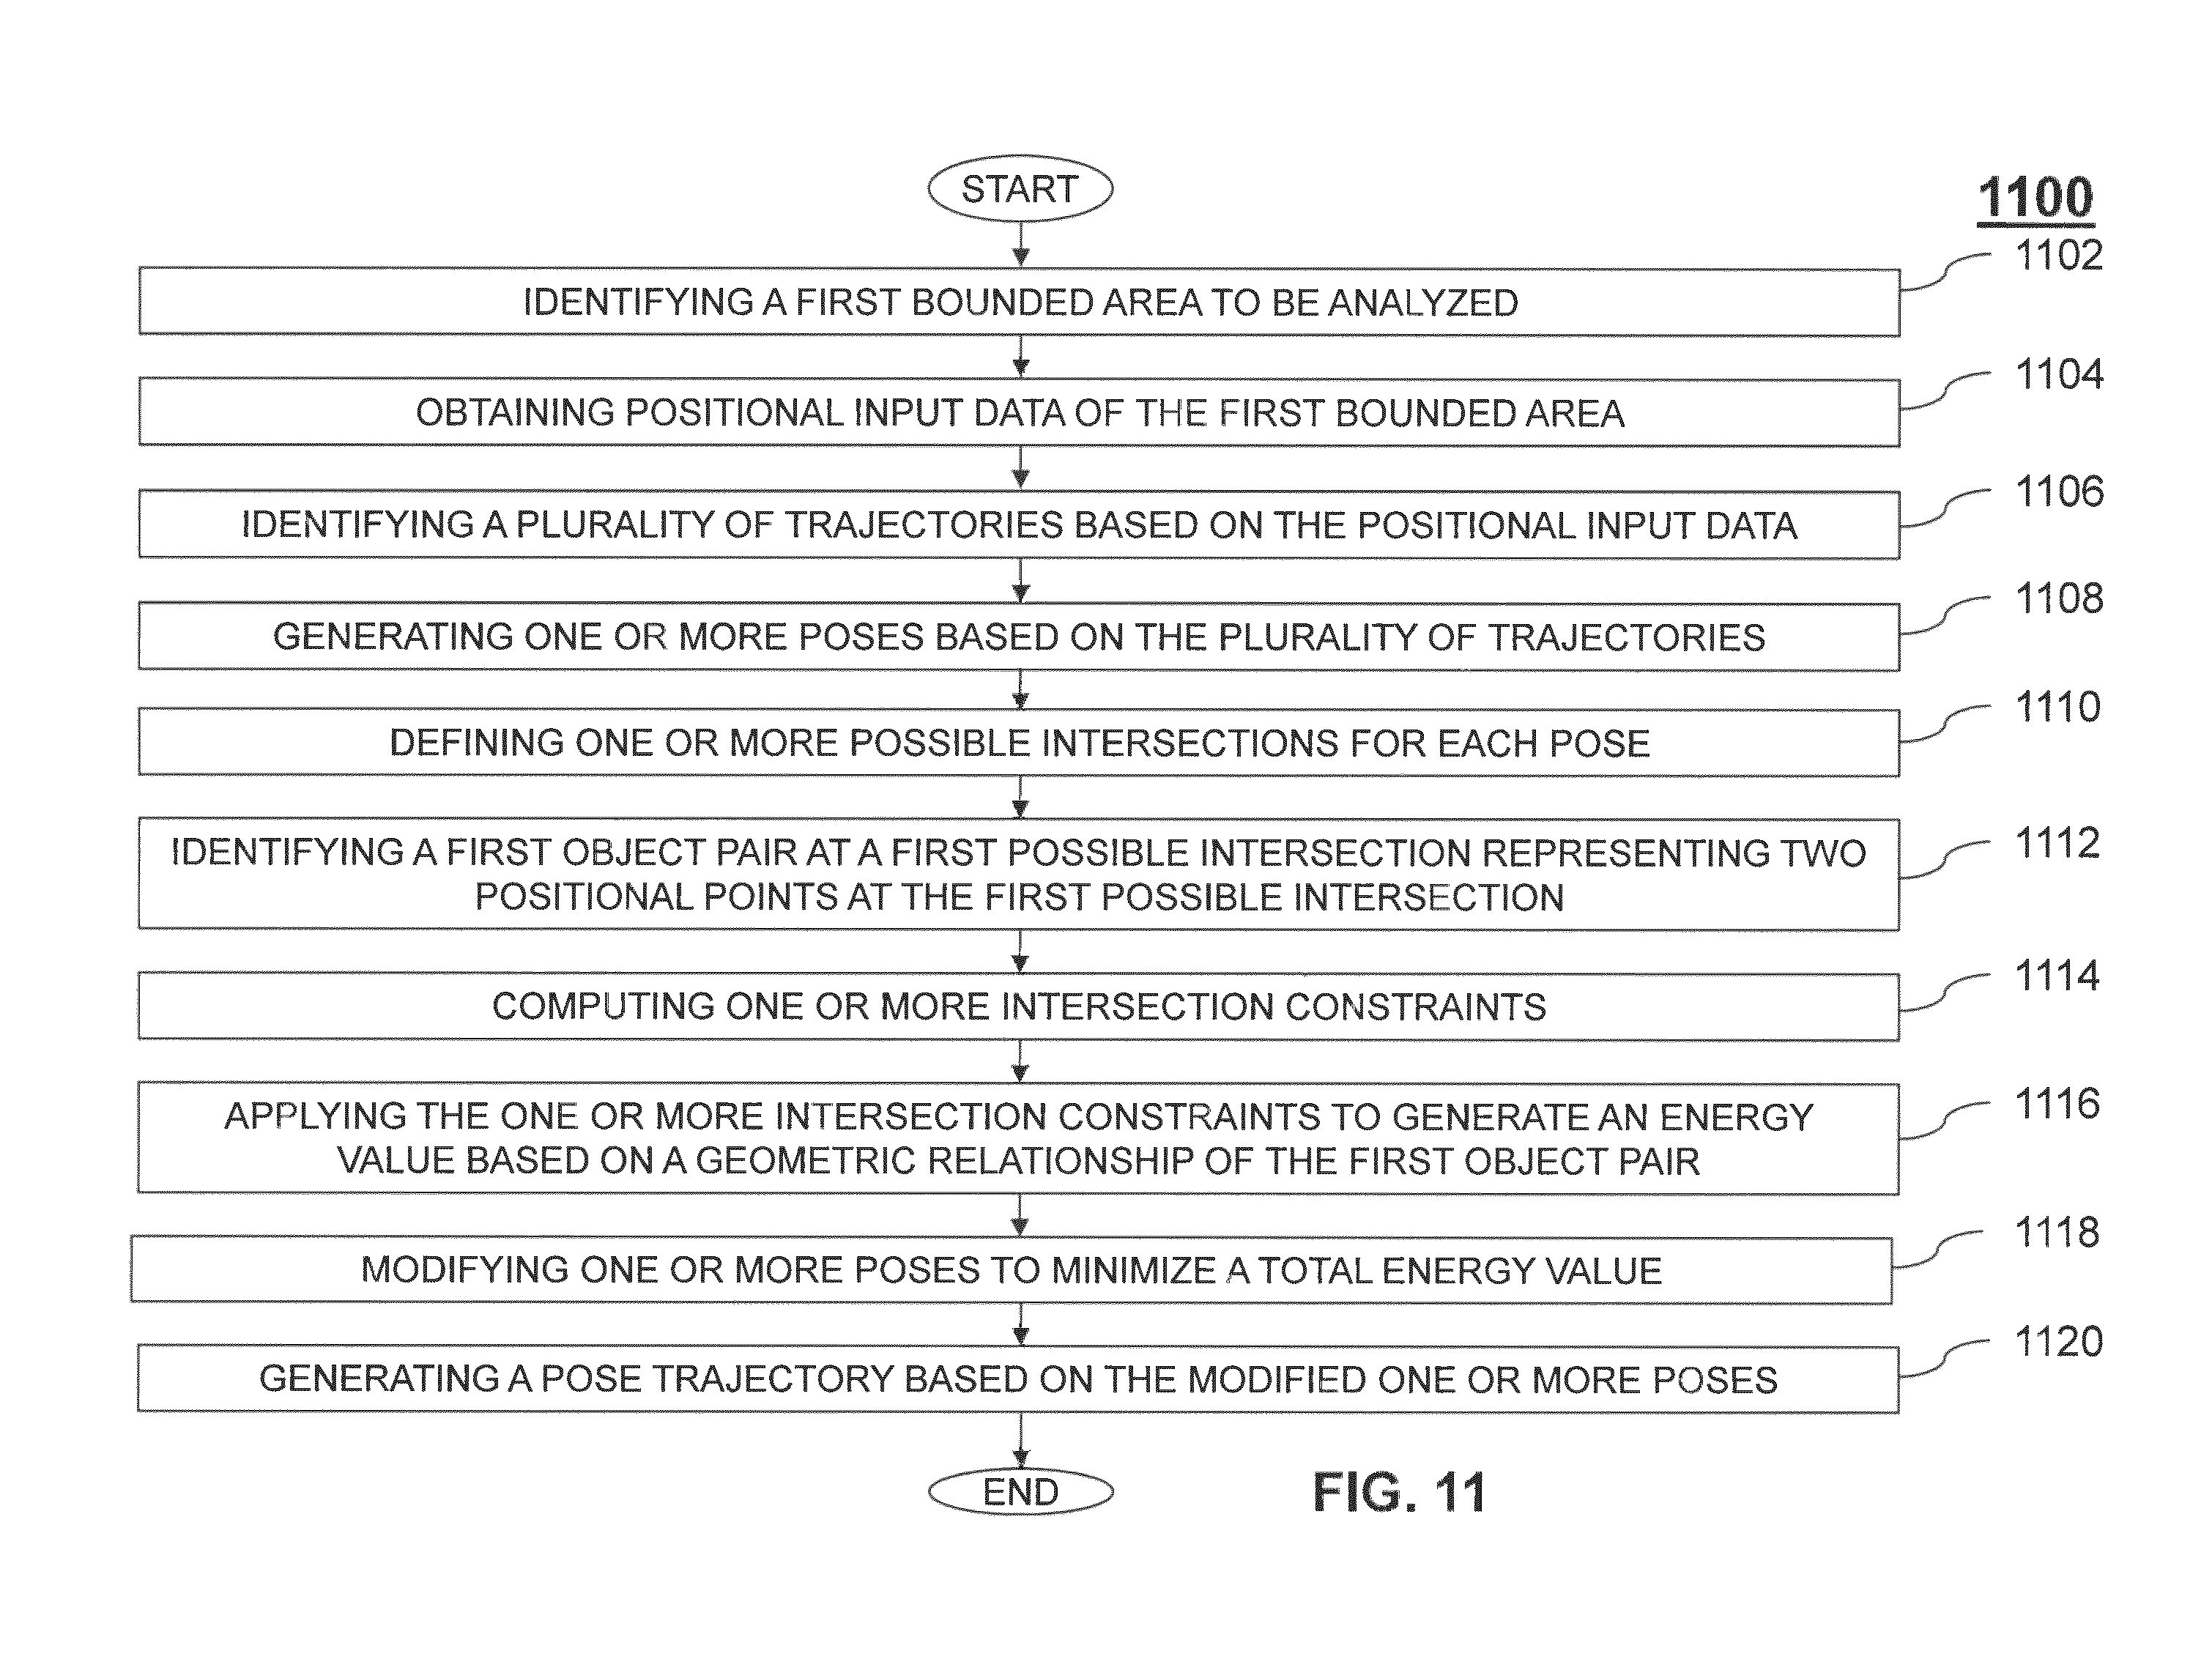 START
1100
1102
IDENTIFYING A FIRST BOUNDED AREA TO BE ANALYZED
1104
OBTAINING POSITIONAL INPUT DATA OF THE FIRST BOUNDED AREA
1106
IDENTIFYING A PLURALITY OF TRAJECTORIES BASED ON THE POSITIONAL INPUT DATA
1108
GENERATING ONE OR MORE POSES BASED ON THE PLURALITY OF TRAJECTORIES
1110
DEFINING ONE OR MORE POSSIBLE INTERSECTIONS FOR EACH POSE
1112
IDENTIFYING A FIRST OBJECT PAIR AT A FIRST POSSIBLE INTERSECTION REPRESENTING TWO
POSITIONAL POINTS AT THE FIRST POSSIBLE INTERSECTION
1114
COMPUTING ONE OR MORE INTERSECTION CONSTRAINTS
1116
APPLYING THE ONE OR MORE INTERSECTION CONSTRAINTS TO GENERATE AN ENERGY
VALUE BASED ON A GEOMETRIC RELATIONSHIP OF THE FIRST OBJECT PAIR
1118
MODIFYING ONE OR MORE POSES TO MINIMIZE A TOTAL ENERGY VALUE
1120
GENERATING A POSE TRAJECTORY BASED ON THE MODIFIED ONE OR MORE POSES
END
FIG. 11